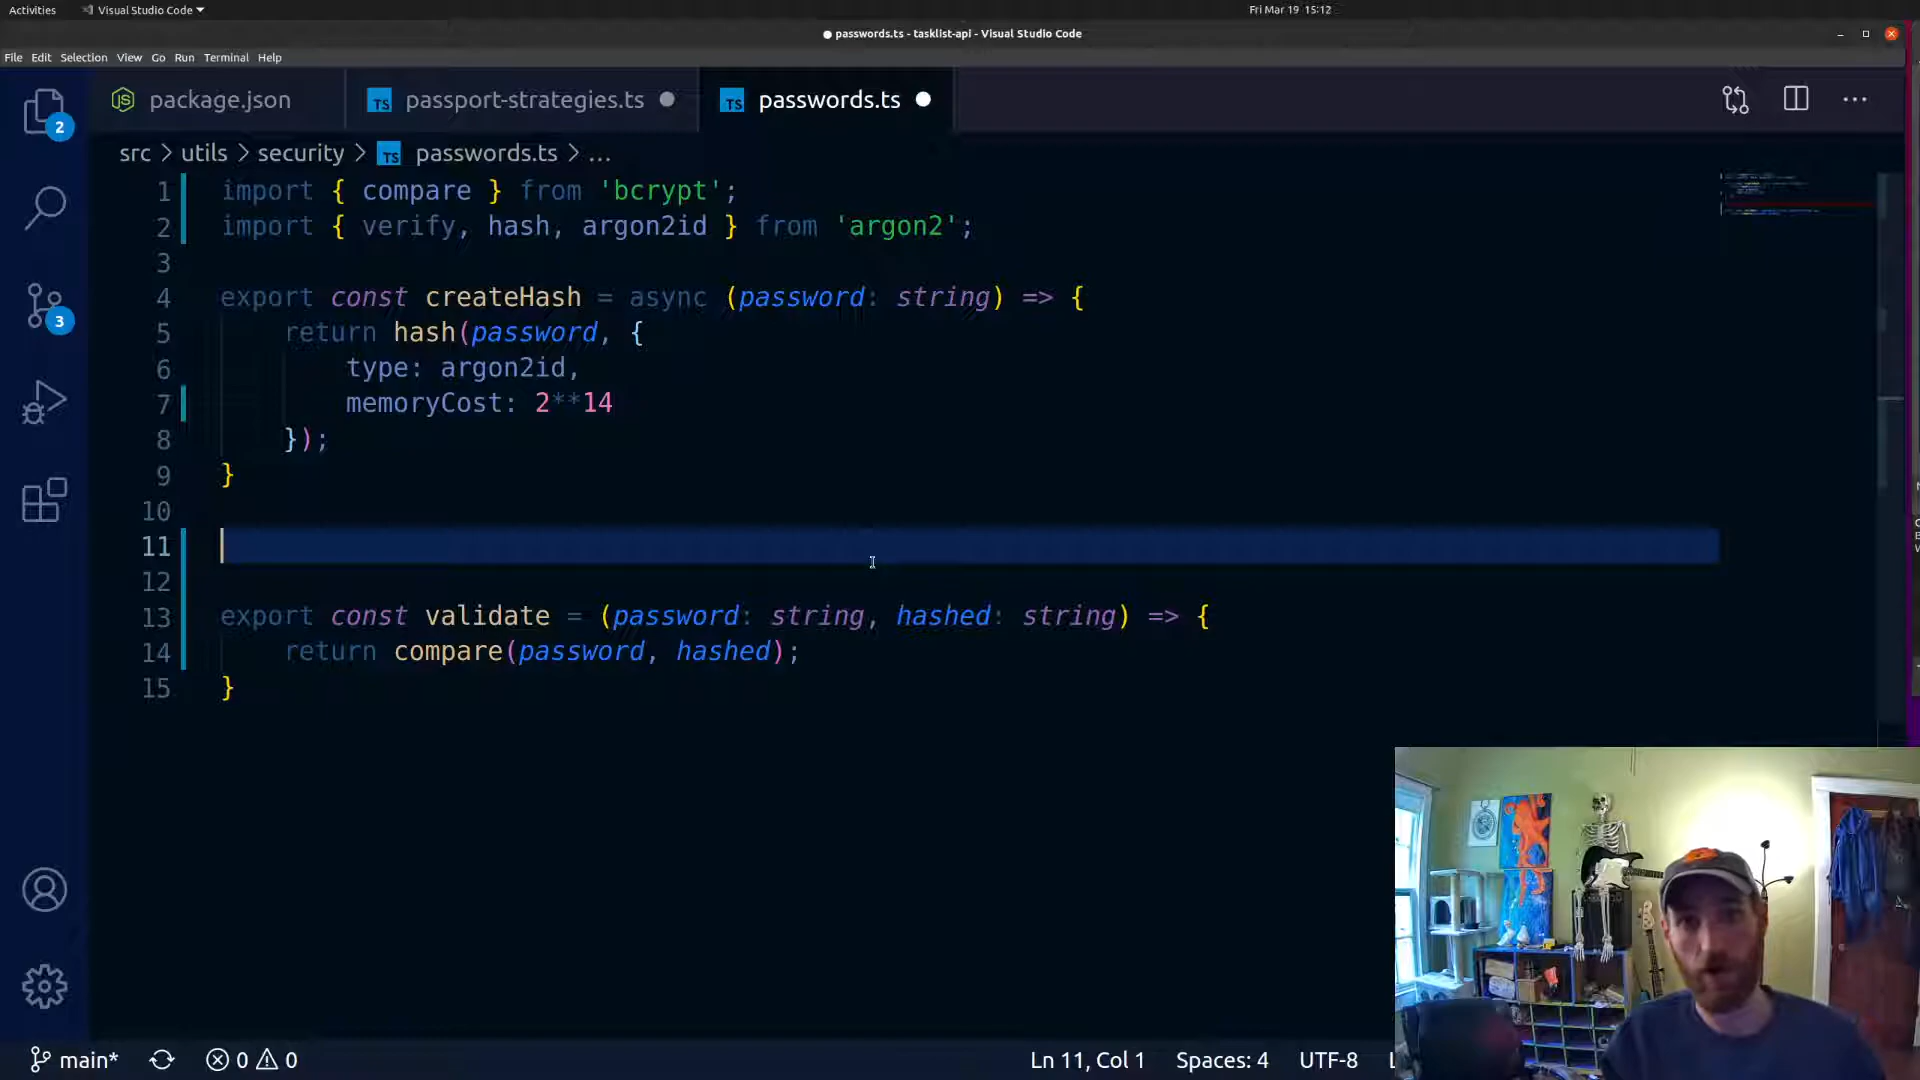 Activities Visual Studio Code Fri Mar 19 15:12
passwords.ts - tasklist-api - Visual Studio Code
File Edit Selection View Go Run Terminal Help
package.json TS passport-strategies.ts TS passwords.ts
src > utils > security > TS passwords.ts > ...
1 import { compare } from 'bcrypt';
2 import { verify, hash, argon2id } from 'argon2';
3
4 export const createHash = async (password: string) => {
5 return hash(password, {
6 type: argon2id,
7 memoryCost: 2**14
8 });
9 }
10
11
12
13 export const validate = (password: string, hashed: string) => {
14 return compare(password, hashed);
15 }
2
3
main* 0 0 Ln 11, Col 1 Spaces: 4 UTF-8